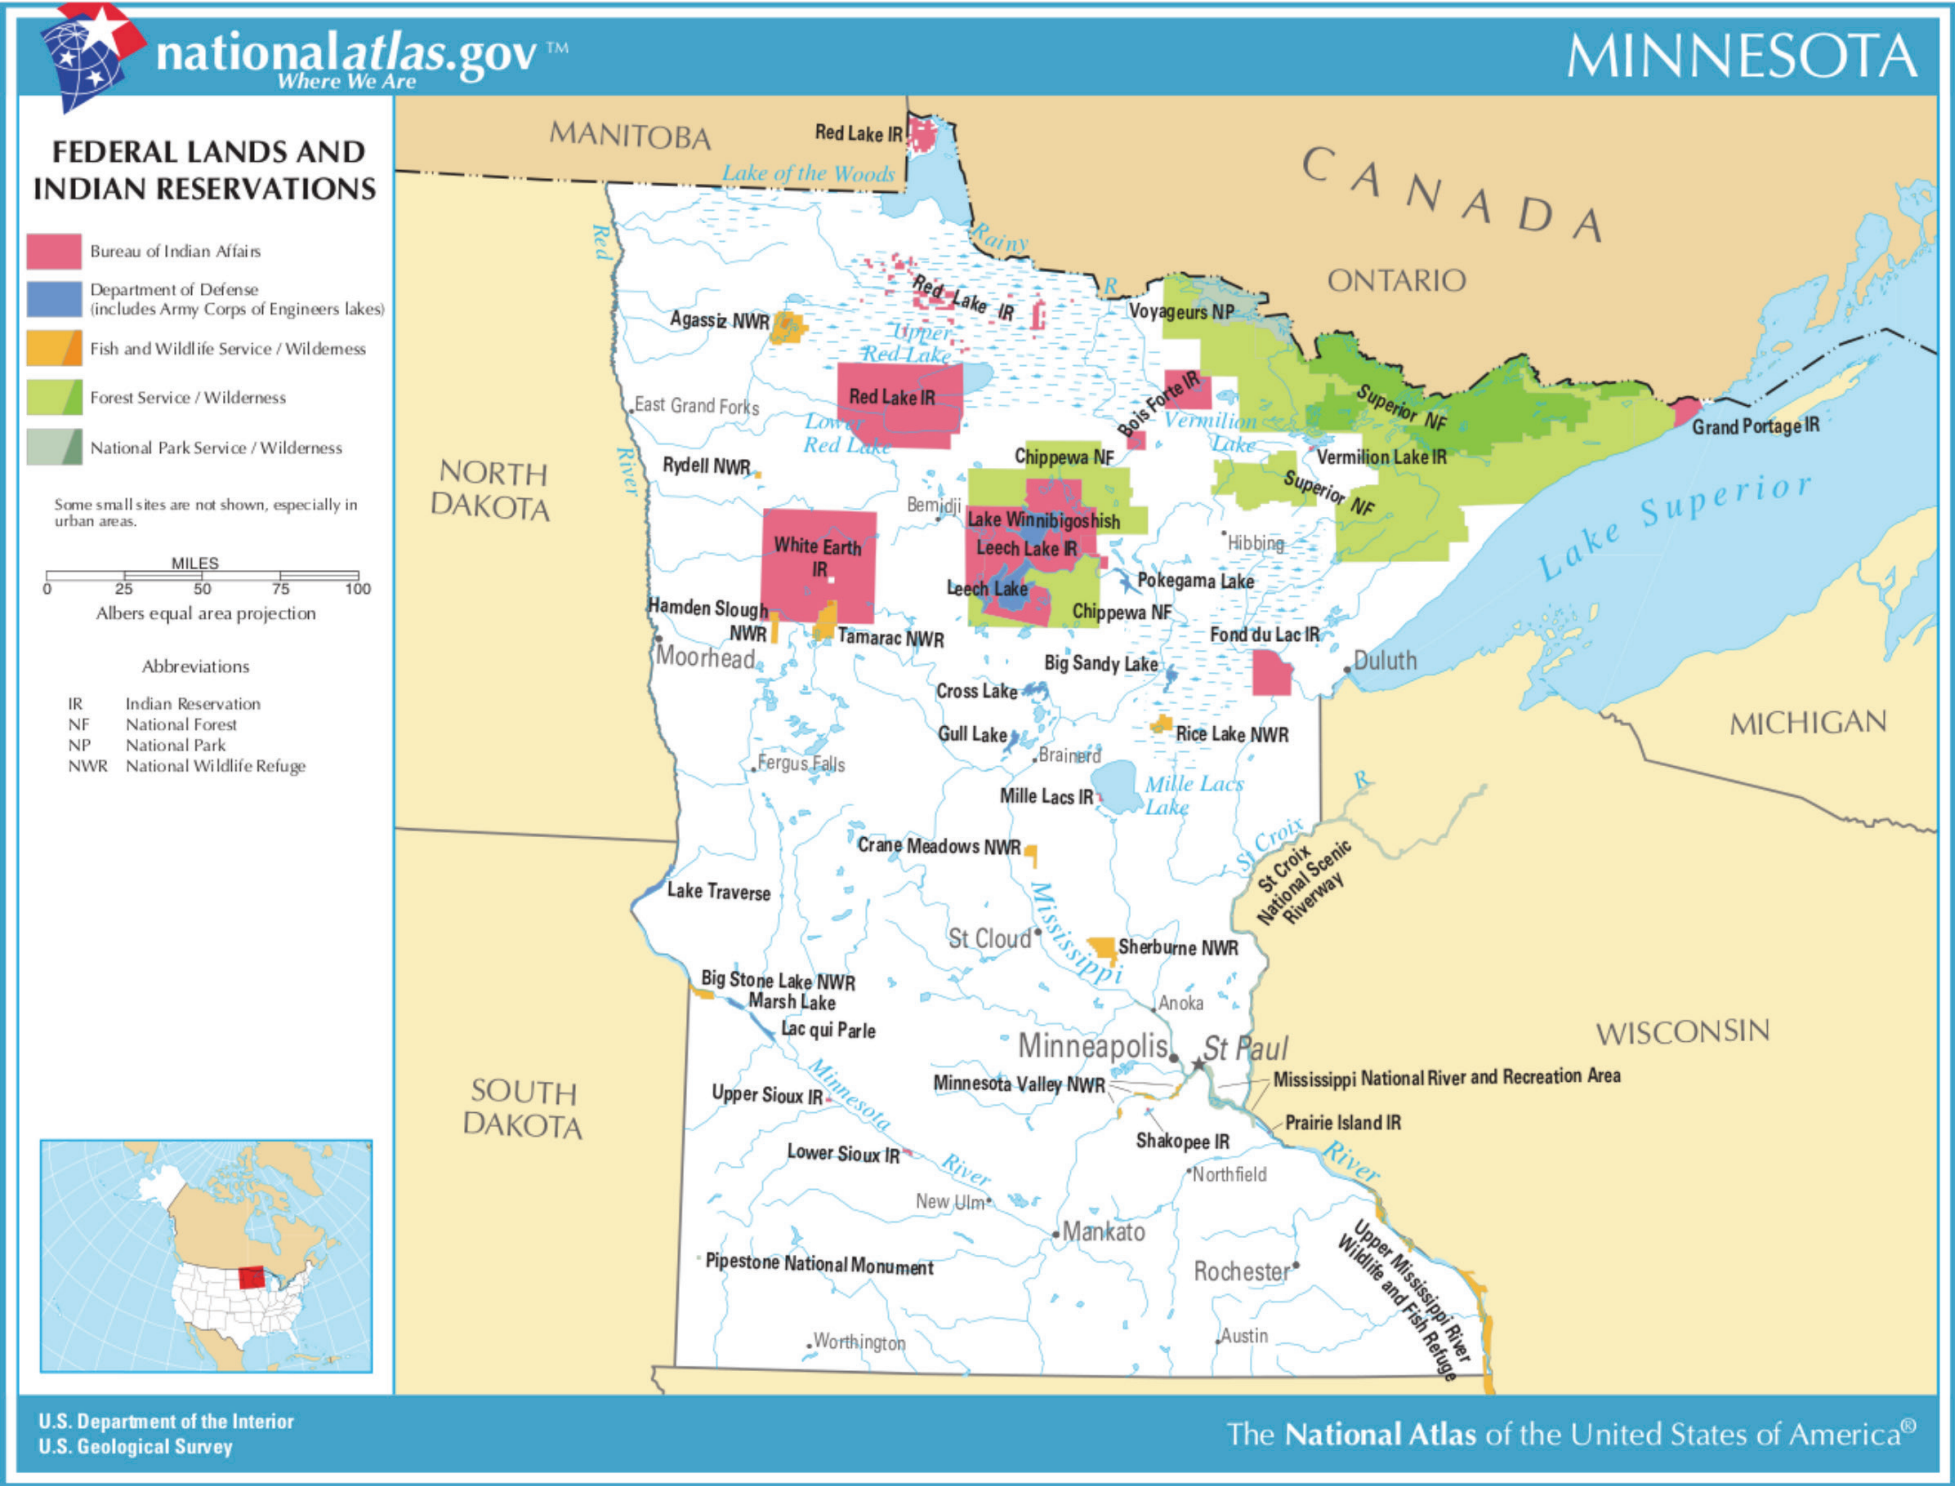 nationalatlas.gov ™
Where We Are
MINNESOTA
FEDERAL LANDS AND
INDIAN RESERVATIONS
Bureau of Indian Affairs
Department of Defense
(includes Army Corps of Engineers lakes)
Fish and Wildlife Service / Wilderness
Forest Service / Wilderness
National Park Service / Wilderness
Some small sites are not shown, especially in
urban areas.
MILES
0 25 50 75 100
Albers equal area projection
Abbreviations
IR Indian Reservation
NF National Forest
NP National Park
NWR National Wildlife Refuge
MANITOBA
Red Lake IR
Lake of the Woods
CANADA
ONTARIO
Red
Rainy
R
Red Lake IR
Voyageurs NP
Agassiz NWR
Upper
Red Lake
Red Lake IR
Bois Forte IR
Superior NF
East Grand Forks
Lower
Red Lake
Vermilion
Lake
Grand Portage IR
Vermilion Lake IR
Chippewa NF
Rydell NWR
River
NORTH
DAKOTA
Superior NF
Lake Superior
Bemidji
Lake Winnibigoshish
Hibbing
White Earth
IR
Leech Lake IR
Leech Lake
Pokegama Lake
Chippewa NF
Hamden Slough
NWR
Tamarac NWR
Fond du Lac IR
Moorhead
Duluth
Big Sandy Lake
Cross Lake
Gull Lake
Rice Lake NWR
MICHIGAN
Brainerd
Fergus Falls
Mille Lacs IR
Mille Lacs
Lake
R
St Croix
Crane Meadows NWR
St Croix
National Scenic
Riverway
Lake Traverse
Mississippi
St Cloud
Sherburne NWR
Big Stone Lake NWR
Marsh Lake
Anoka
Lac qui Parle
WISCONSIN
Minneapolis
St Paul
SOUTH
DAKOTA
Minnesota Valley NWR
Mississippi National River and Recreation Area
Upper Sioux IR
Minnesota
Prairie Island IR
Shakopee IR
Lower Sioux IR
River
River
Northfield
New Ulm
Mankato
Pipestone National Monument
Rochester
Upper Mississippi River
Wildlife and Fish Refuge
Worthington
Austin
U.S. Department of the Interior
U.S. Geological Survey
The National Atlas of the United States of America®